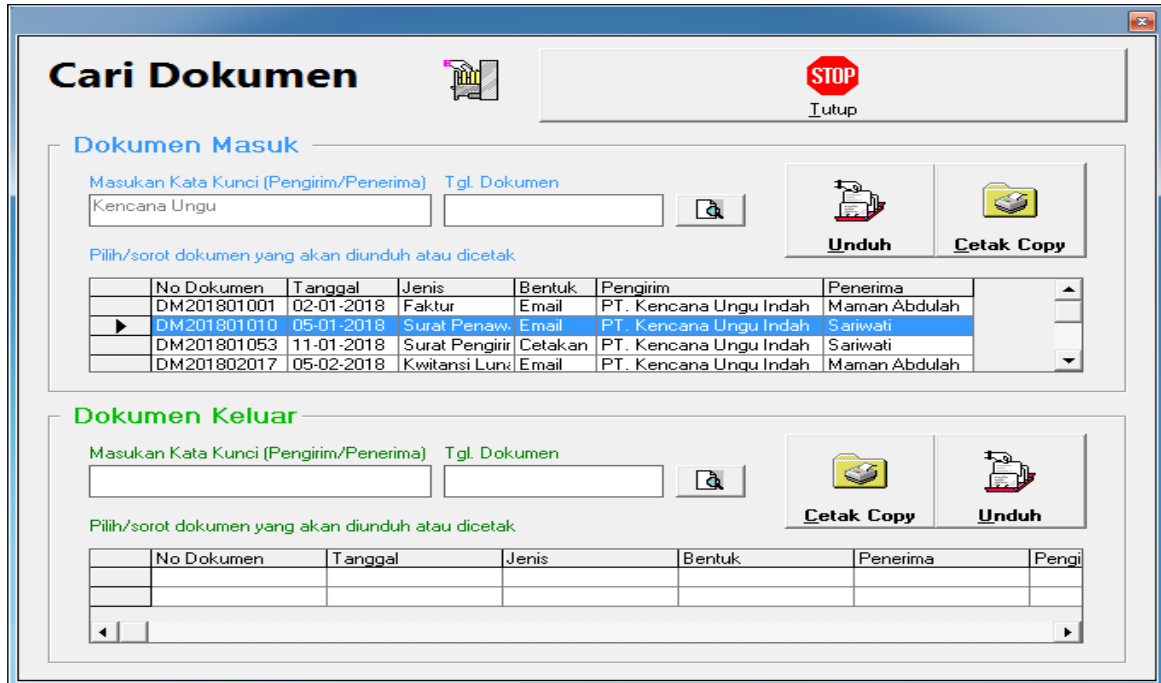 Cari Dokumen
STOP
Tutup
Dokumen Masuk
Masukan Kata Kunci (Pengirim/Penerima) Tgl. Dokumen
Kencana Ungu
Unduh Cetak Copy
Pilih/sorot dokumen yang akan diunduh atau dicetak
No Dokumen Tanggal Jenis Bentuk Pengirim Penerima
DM201801001 02-01-2018 Faktur Email PT. Kencana Ungu Indah Maman Abdulah
DM201801010 05-01-2018 Surat Penaw Email PT. Kencana Ungu Indah Sariwati
DM201801053 11-01-2018 Surat Pengirir Cetakan PT. Kencana Ungu Indah Sariwati
DM201802017 05-02-2018 Kwitansi Luna Email PT. Kencana Ungu Indah Maman Abdulah
Dokumen Keluar
Masukan Kata Kunci (Pengirim/Penerima) Tgl. Dokumen
Cetak Copy Unduh
Pilih/sorot dokumen yang akan diunduh atau dicetak
No Dokumen Tanggal Jenis Bentuk Penerima Pengi